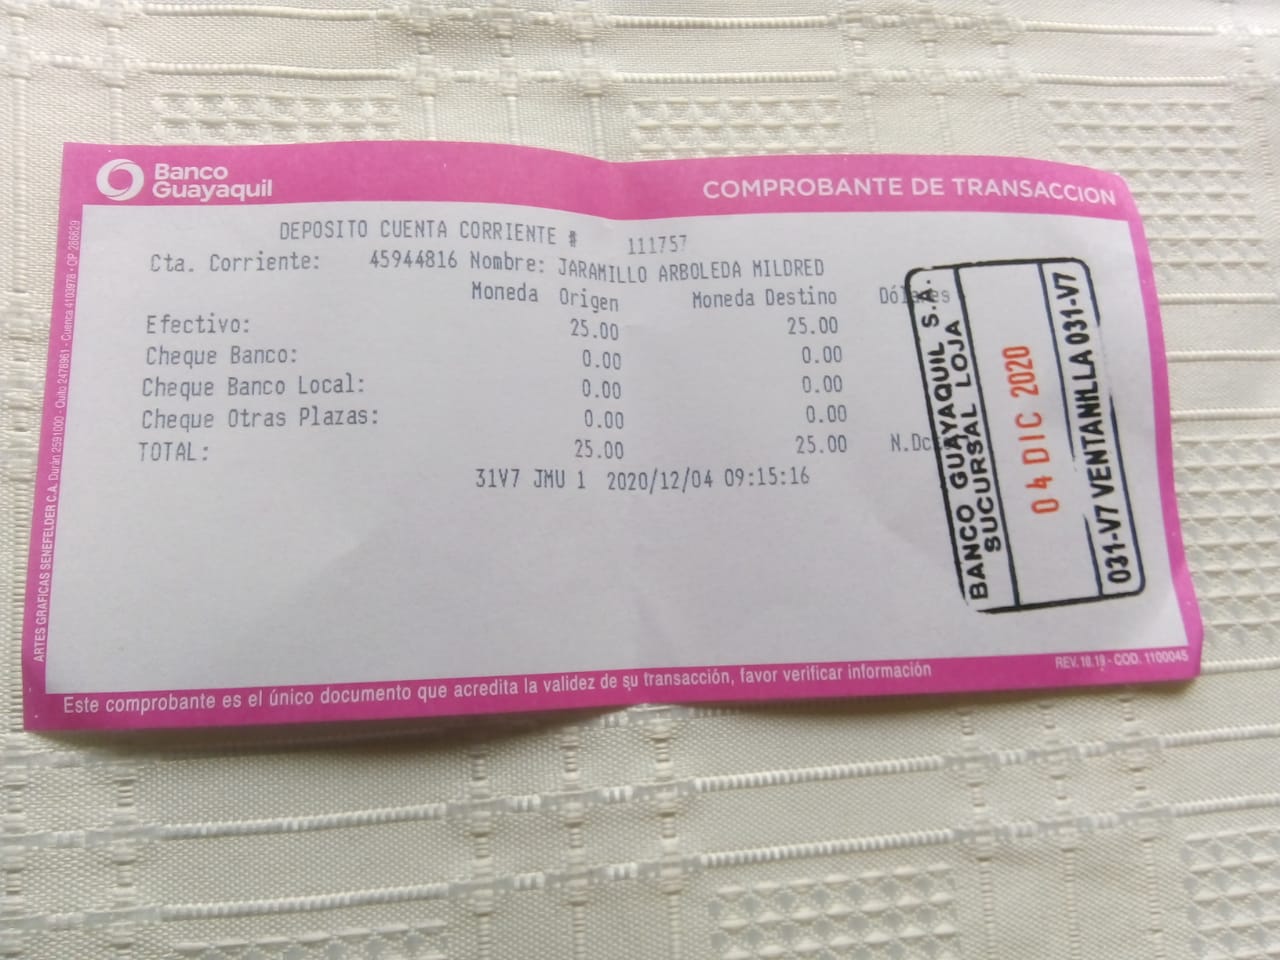 Banco
Guayaquil
COMPROBANTE DE TRANSACCION
DEPOSITO CUENTA CORRIENTE # 111757
Cta. Corriente: 45944816 Nombre: JARAMILLO ARBOLEDA MILDRED
Moneda Origen Moneda Destino Dólares
Efectivo: 25.00 25.00
Cheque Banco: 0.00 0.00
Cheque Banco Local: 0.00 0.00
Cheque Otras Plazas: 0.00 0.00
TOTAL: 25.00 25.00
31V7 JMU 1 2020/12/04 09:15:16
BANCO GUAYAQUIL S.A.
SUCURSAL LOJA
04 DIC 2020
031-V7 VENTANILLA 031-V7
Este comprobante es el único documento que acredita la validez de su transacción, favor verificar información
REV. 10.19 - COD. 1100045
ARTES GRAFICAS SENEFELDER C.A. Durán 2591000 - Quito 2478961 - Cuenca 4103978 - OP 286629